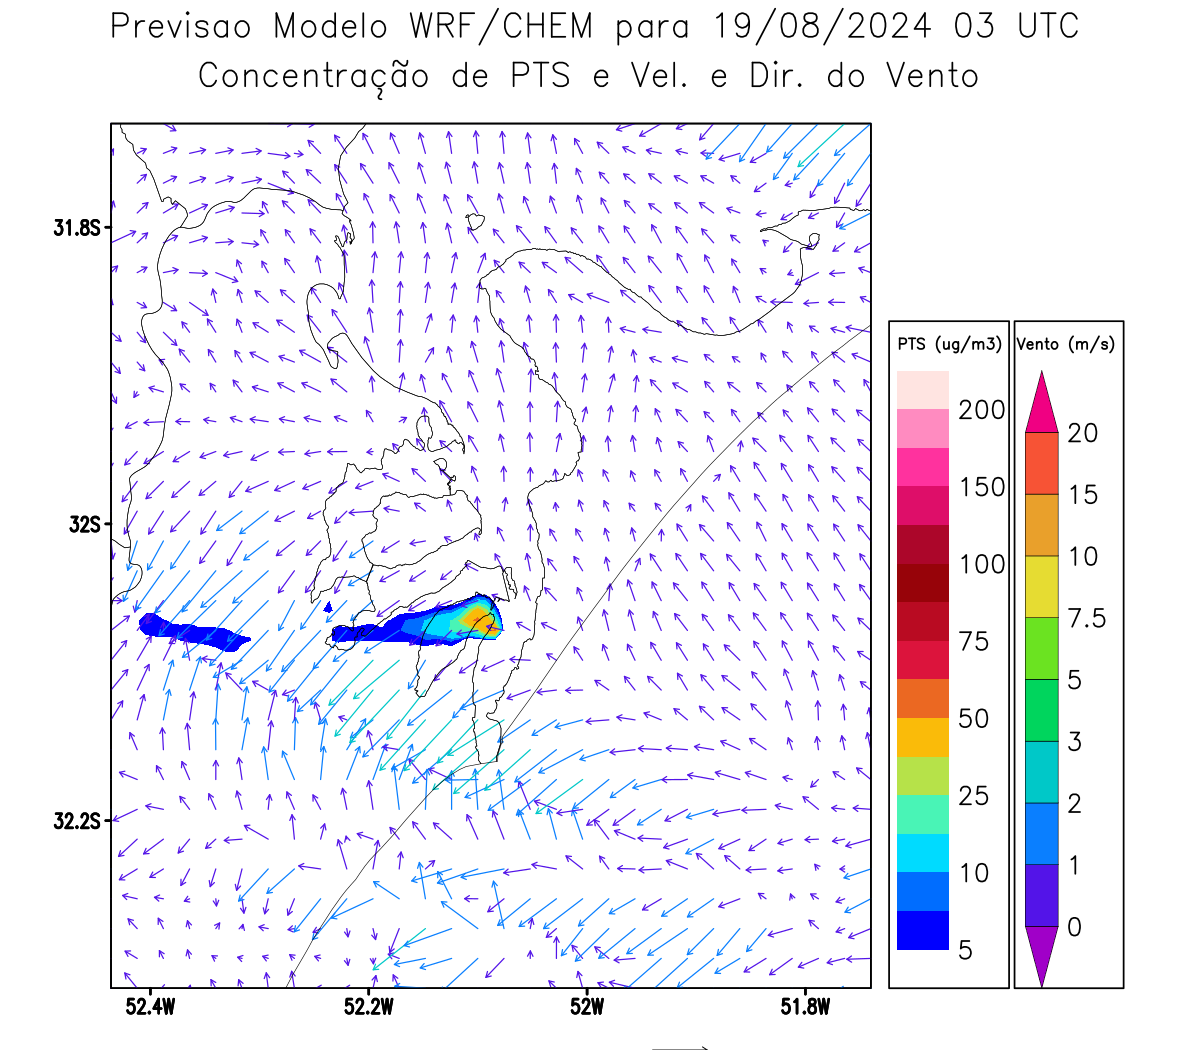 Previsao Modelo WRF/CHEM para 19/08/2024 03 UTC
Concentração de PTS e Vel. e Dir. do Vento
31.8S
32S
32.2S
52.4W 52.2W 52W 51.8W
PTS (ug/m3)
200
150
100
75
50
25
10
5
Vento (m/s)
20
15
10
7.5
5
3
2
1
0